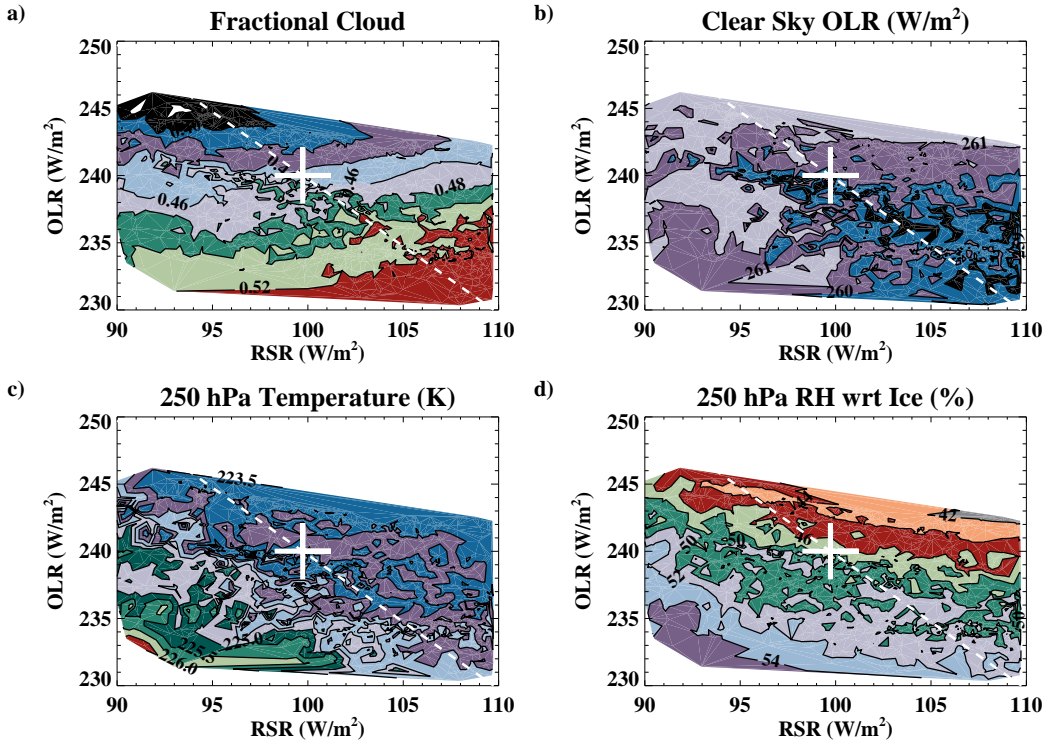 a) Fractional Cloud
250
245
240
235
230
OLR (W/m²)
0.46
0.48
0.46
0.52
90 95 100 105 110
RSR (W/m²)
b) Clear Sky OLR (W/m²)
250
245
240
235
230
OLR (W/m²)
261
261
260
90 95 100 105 110
RSR (W/m²)
c) 250 hPa Temperature (K)
250
245
240
235
230
OLR (W/m²)
223.5
225.0
225.5
226.0
90 95 100 105 110
RSR (W/m²)
d) 250 hPa RH wrt Ice (%)
250
245
240
235
230
OLR (W/m²)
42
46
50
50
52
54
90 95 100 105 110
RSR (W/m²)